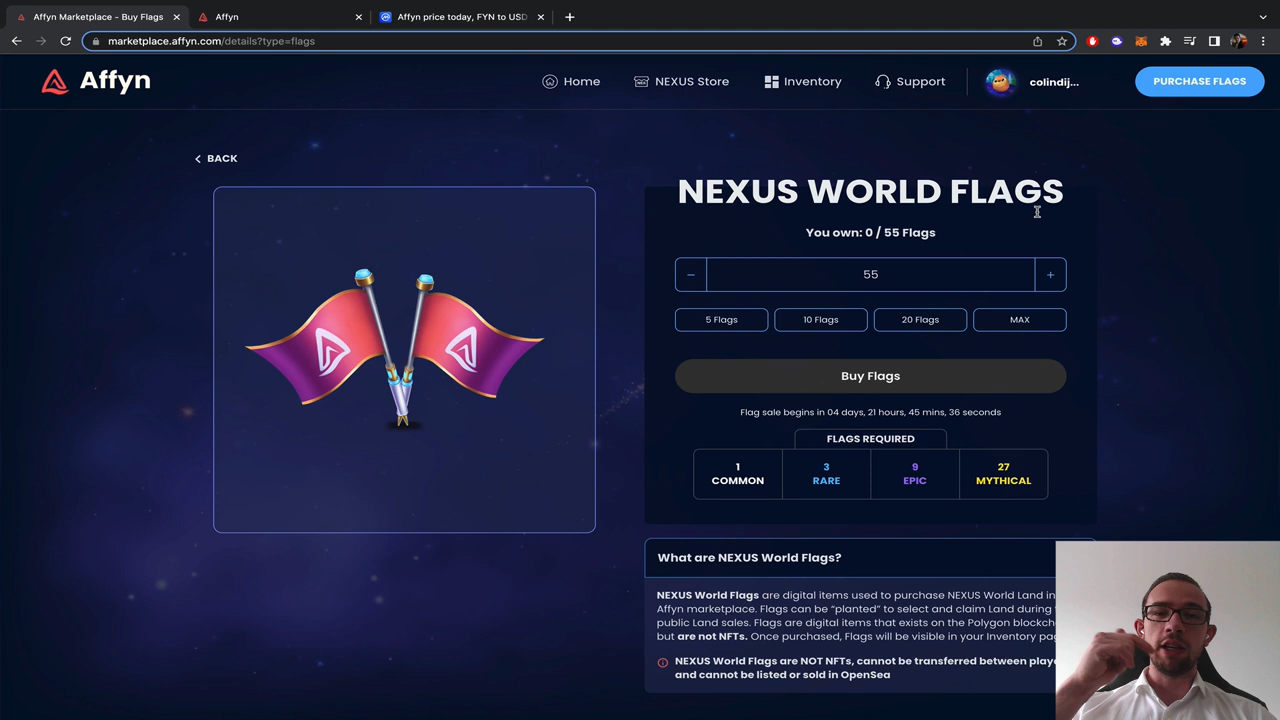 Affyn Marketplace - Buy Flags
Affyn
Affyn price today, FYN to USD
marketplace.affyn.com/details?type=flags
Affyn
Home
NEXUS Store
Inventory
Support
colindij...
PURCHASE FLAGS
BACK
NEXUS WORLD FLAGS
You own: 0 / 55 Flags
− 55 +
5 Flags
10 Flags
20 Flags
MAX
Buy Flags
Flag sale begins in 04 days, 21 hours, 45 mins, 36 seconds
FLAGS REQUIRED
1
COMMON
3
RARE
9
EPIC
27
MYTHICAL
What are NEXUS World Flags?
NEXUS World Flags are digital items used to purchase NEXUS World Land in
Affyn marketplace. Flags can be “planted” to select and claim Land during
public Land sales. Flags are digital items that exists on the Polygon
but are not NFTs. Once purchased, Flags will be visible in your Inventory
NEXUS World Flags are NOT NFTs, cannot be transferred between
and cannot be listed or sold in OpenSea